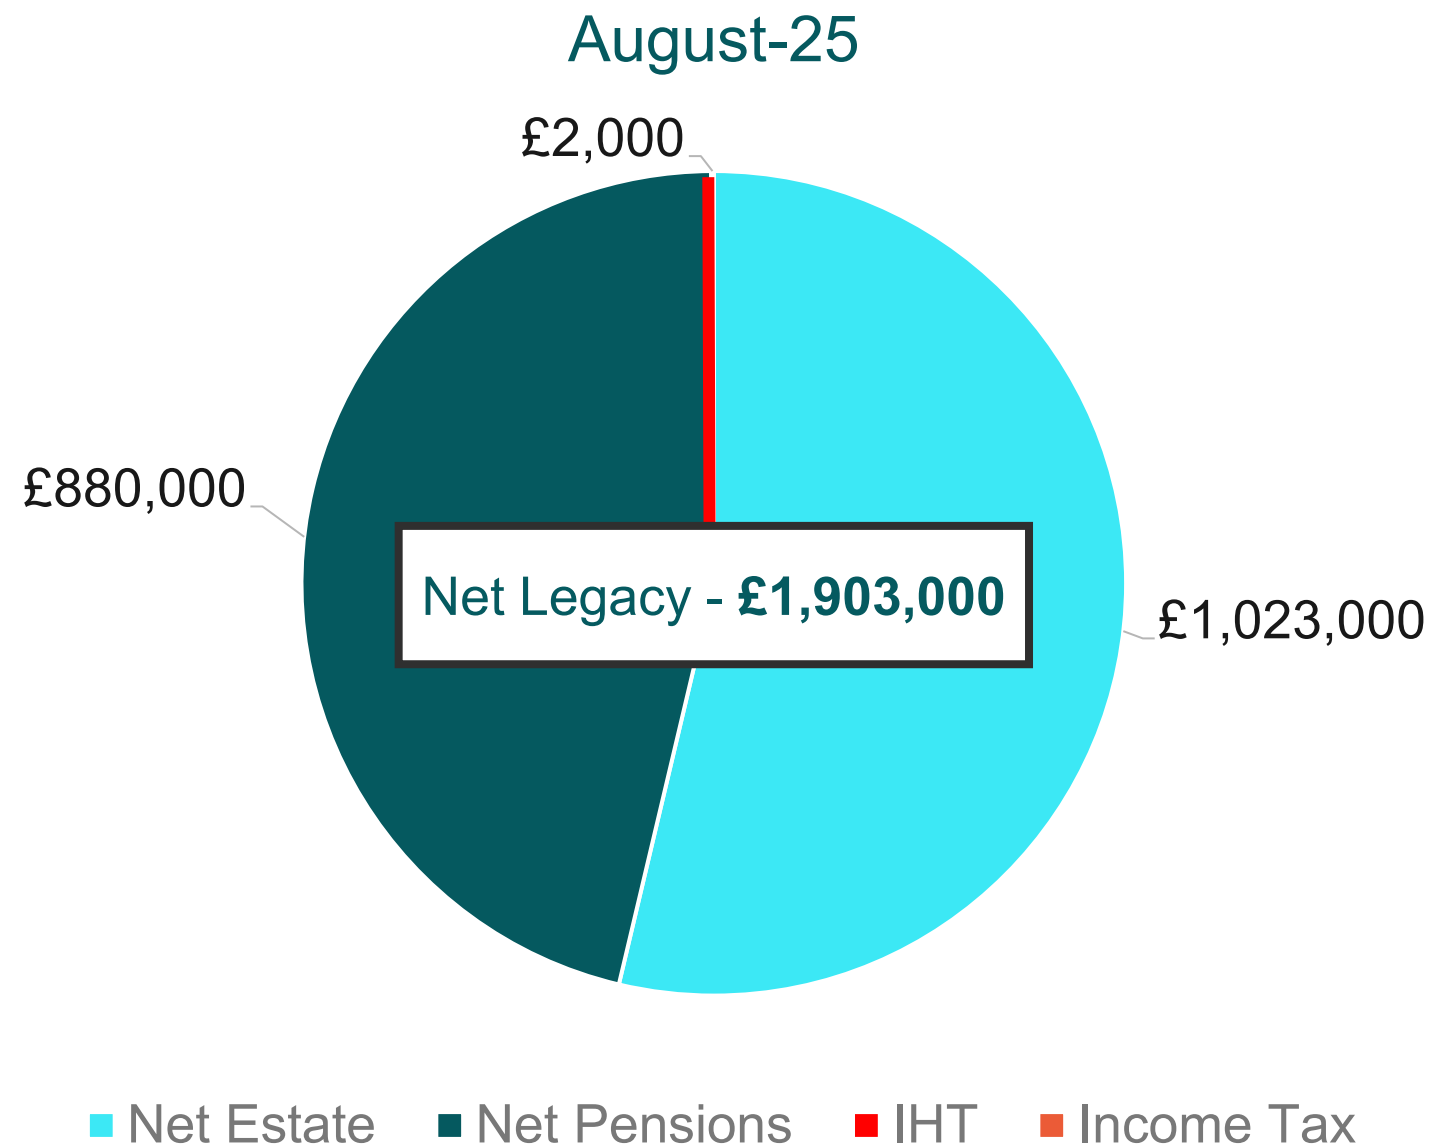 August-25
£2,000
£880,000
Net Legacy - £1,903,000
£1,023,000
Net Estate
Net Pensions
IHT
Income Tax